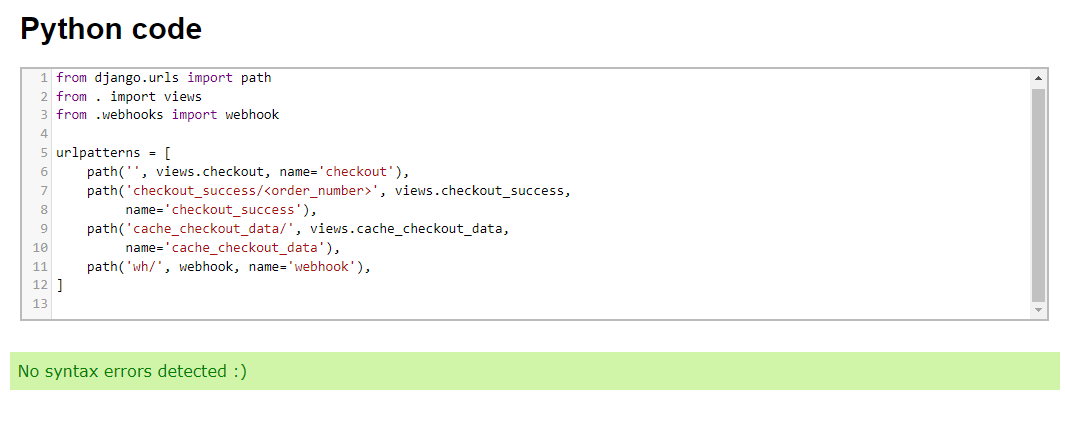 Python code
1 from django.urls import path
2 from . import views
3 from .webhooks import webhook
4
5 urlpatterns = [
6     path('', views.checkout, name='checkout'),
7     path('checkout_success/<order_number>', views.checkout_success,
8          name='checkout_success'),
9     path('cache_checkout_data/', views.cache_checkout_data,
10          name='cache_checkout_data'),
11     path('wh/', webhook, name='webhook'),
12 ]
13
No syntax errors detected :)